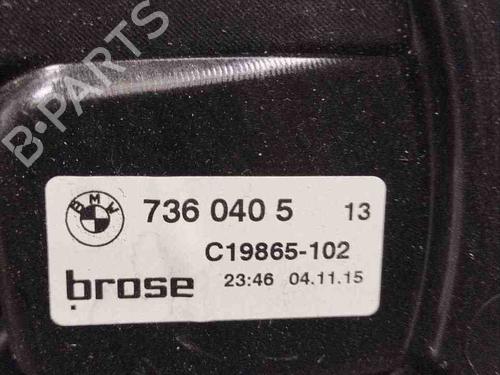 B-PARTS
BMW
736 040 5 13
C19865-102
brose 23:46 04.11.15